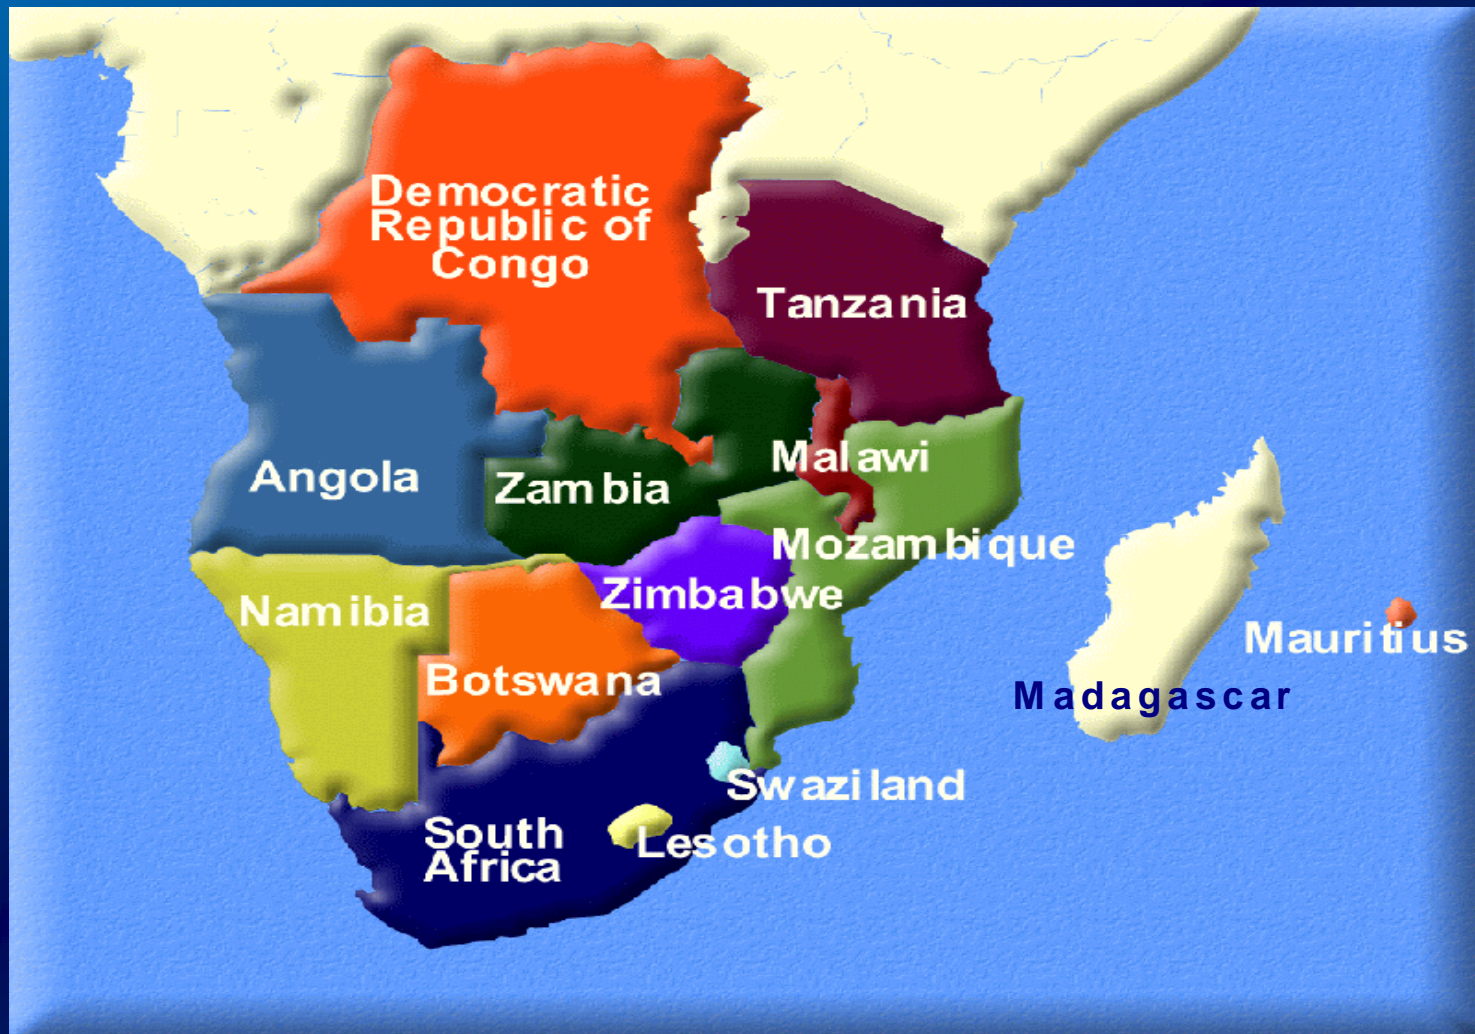 Democratic
Republic of
Congo
Tanzania
Malawi
Angola
Zambia
Mozambique
Zimbabwe
Namibia
Mauritius
Botswana
Madagascar
Swaziland
South
Africa
Lesotho